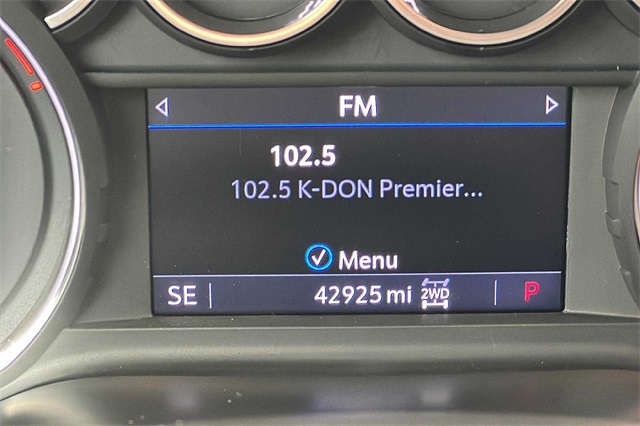 FM
102.5
102.5 K-DON Premier...
Menu
SE 42925 mi 2WD P